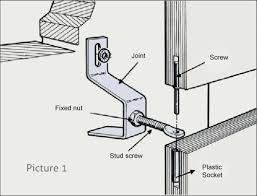 Joint
Screw
Fixed nut
Stud screw
Plastic
Socket
Picture 1